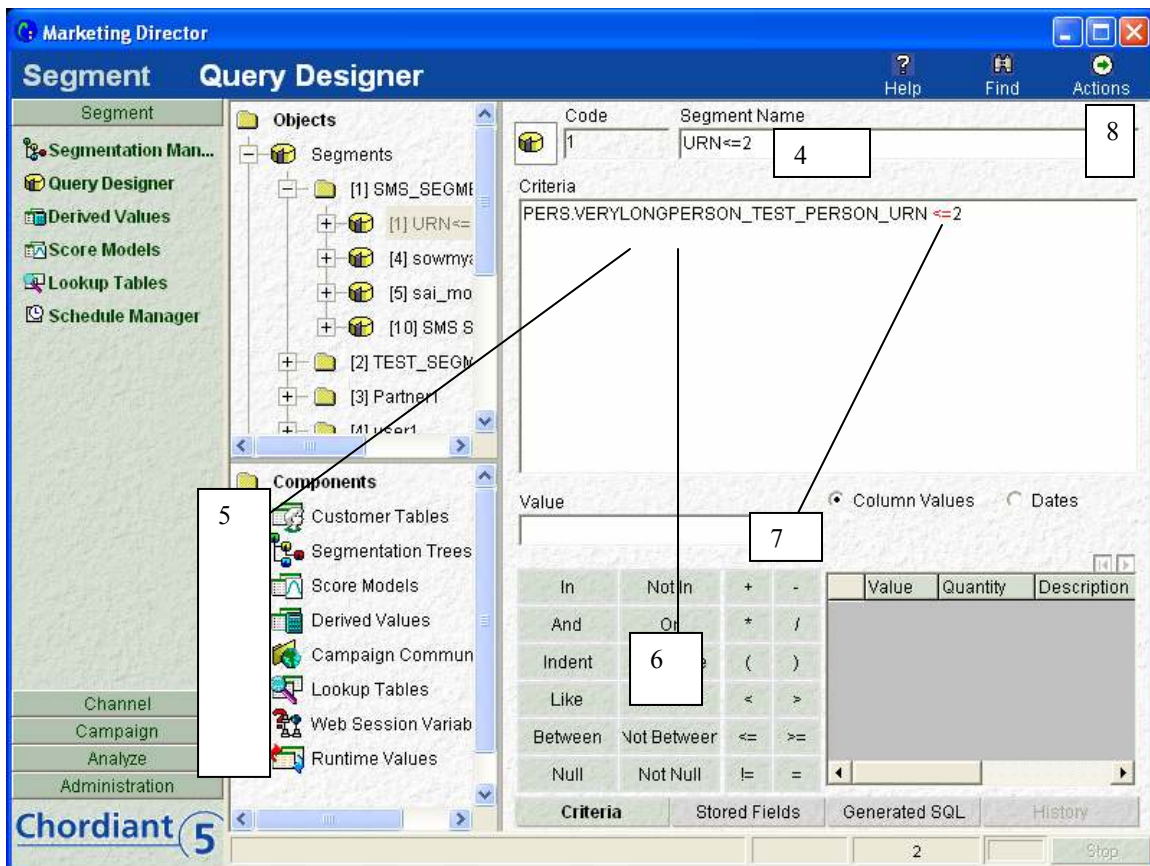 Marketing Director
Segment Query Designer
Help Find Actions
Segment
Segmentation Man...
Query Designer
Derived Values
Score Models
Lookup Tables
Schedule Manager
Channel
Campaign
Analyze
Administration
Chordiant 5
Objects
Segments
[1] SMS_SEGME
[1] URN<=
[4] sowmya
[5] sai_mo
[10] SMS S
[2] TEST_SEGM
[3] Partner1
[4] user1
Components
Customer Tables
Segmentation Trees
Score Models
Derived Values
Campaign Commun
Lookup Tables
Web Session Variab
Runtime Values
5
Code Segment Name
1 URN<=2
4
8
Criteria
PERS.VERYLONGPERSON_TEST_PERSON_URN <=2
Value
Column Values Dates
7
In Not In + -
And Or * /
Indent ( )
6
Like < >
Between Not Between <= >=
Null Not Null != =
Value Quantity Description
Criteria Stored Fields Generated SQL History
2 Stop